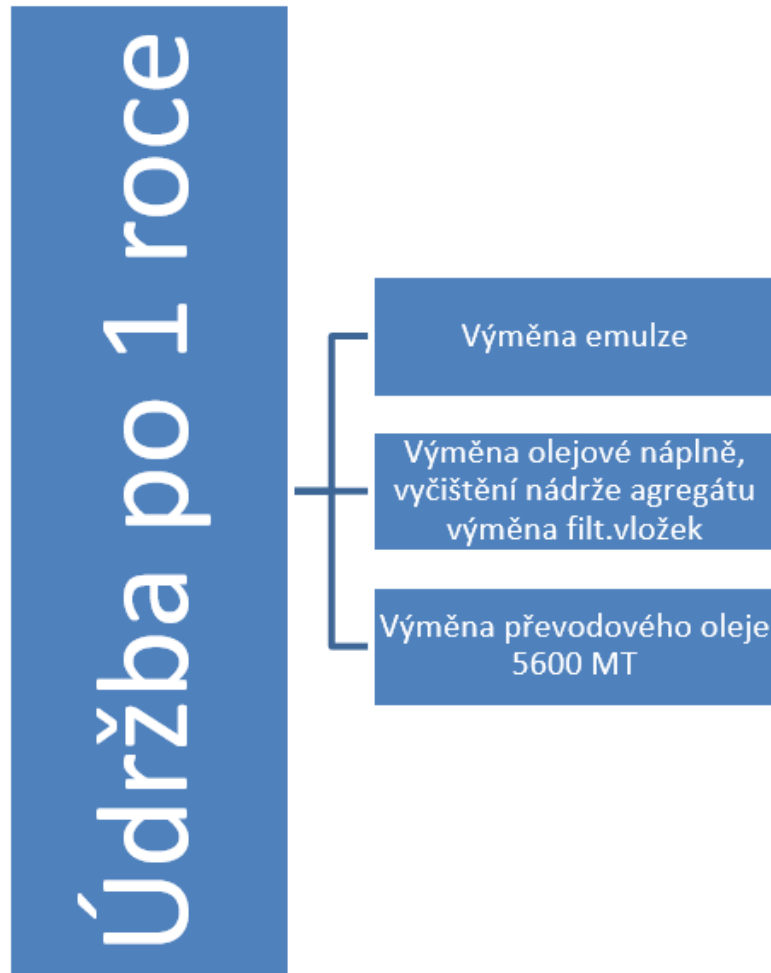 Údržba po 1 roce
Výměna emulze
Výměna olejové náplně,
vyčištění nádrže agregátu
výměna filt.vložek
Výměna převodového oleje
5600 MT